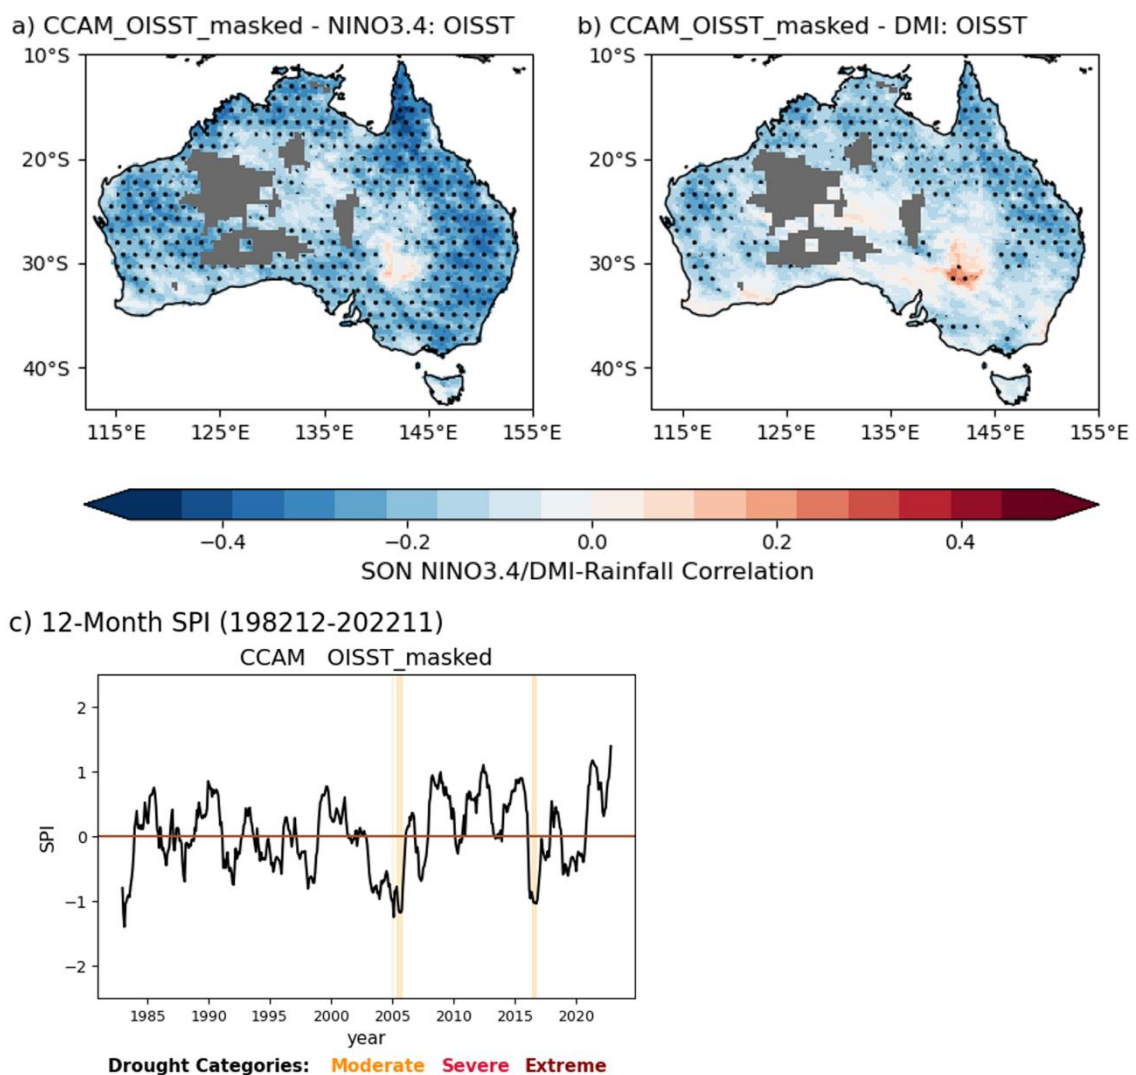 a) CCAM_OISST_masked - NINO3.4: OISST
b) CCAM_OISST_masked - DMI: OISST
10°S
20°S
30°S
40°S
115°E 125°E 135°E 145°E 155°E
10°S
20°S
30°S
40°S
115°E 125°E 135°E 145°E 155°E
−0.4 −0.2 0.0 0.2 0.4
SON NINO3.4/DMI-Rainfall Correlation
c) 12-Month SPI (198212-202211)
CCAM OISST_masked
SPI
2
1
0
−1
−2
1985 1990 1995 2000 2005 2010 2015 2020
year
Drought Categories: Moderate Severe Extreme